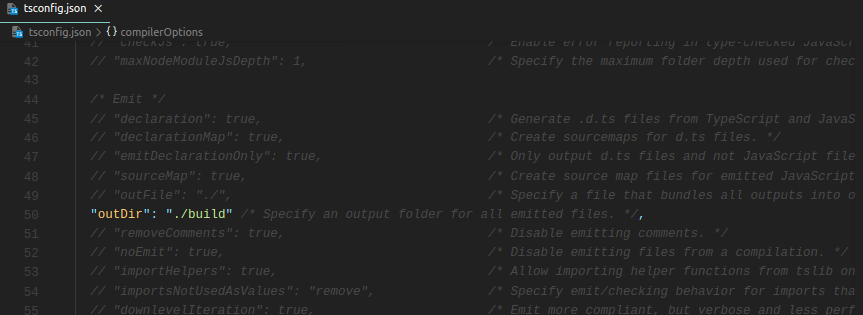 tsconfig.json ×
tsconfig.json > {} compilerOptions
41 // "checkJs": true, /* Enable error reporting in type-checked JavaScr
42 // "maxNodeModuleJsDepth": 1, /* Specify the maximum folder depth used for chec
43
44 /* Emit */
45 // "declaration": true, /* Generate .d.ts files from TypeScript and JavaS
46 // "declarationMap": true, /* Create sourcemaps for d.ts files. */
47 // "emitDeclarationOnly": true, /* Only output d.ts files and not JavaScript file
48 // "sourceMap": true, /* Create source map files for emitted JavaScript
49 // "outFile": "./", /* Specify a file that bundles all outputs into o
50 "outDir": "./build" /* Specify an output folder for all emitted files. */,
51 // "removeComments": true, /* Disable emitting comments. */
52 // "noEmit": true, /* Disable emitting files from a compilation. */
53 // "importHelpers": true, /* Allow importing helper functions from tslib on
54 // "importsNotUsedAsValues": "remove", /* Specify emit/checking behavior for imports tha
55 // "downlevelIteration": true, /* Emit more compliant, but verbose and less perf